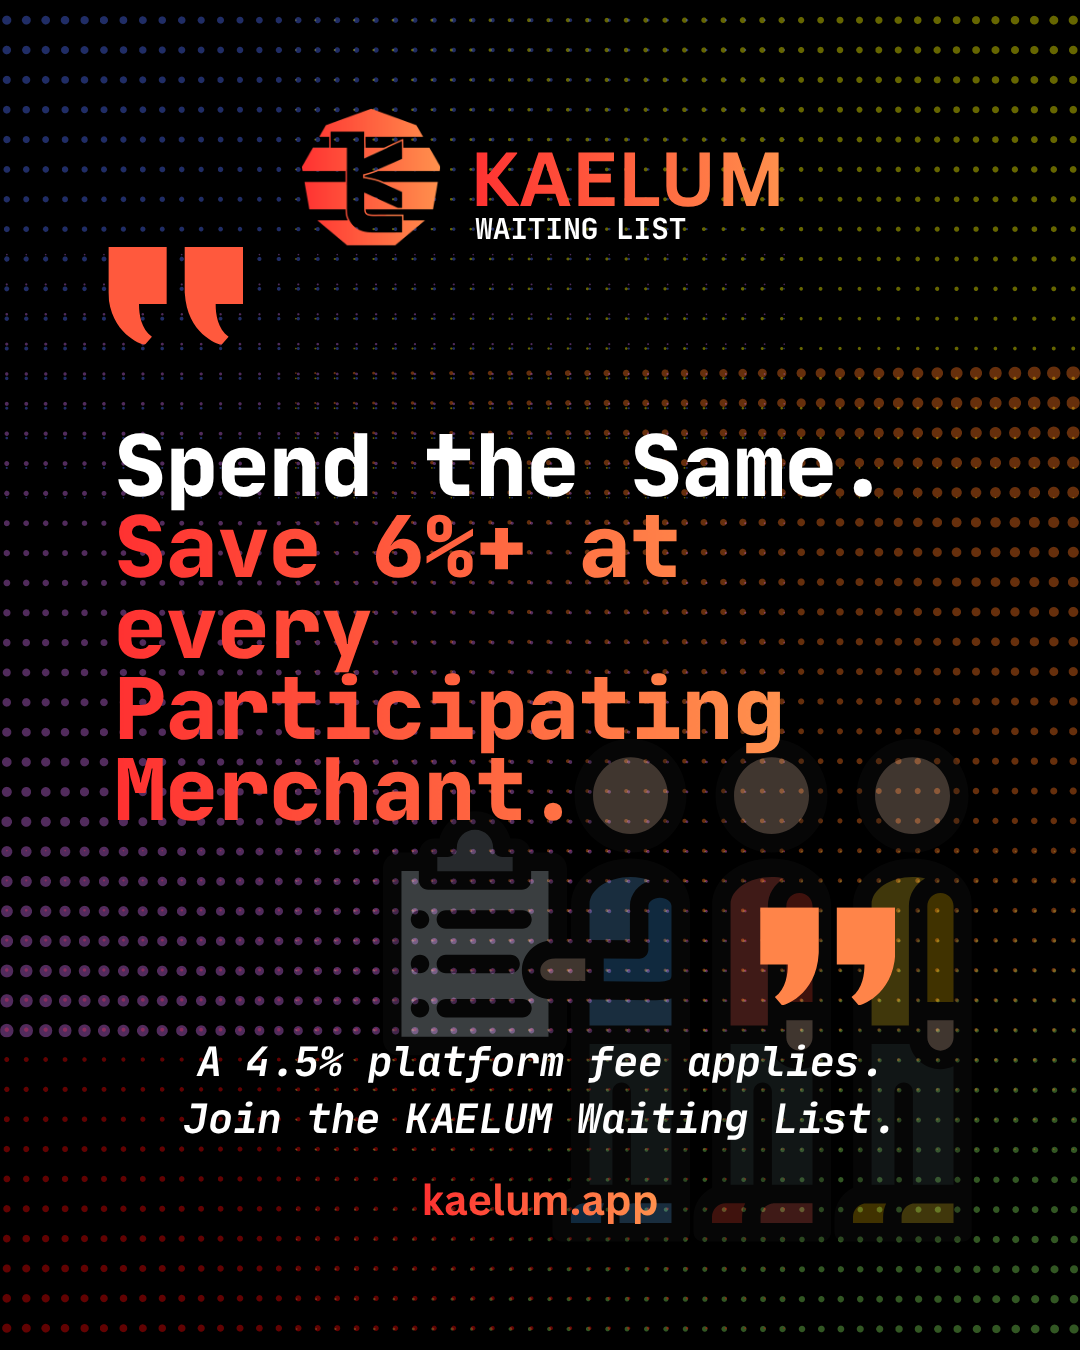 KAELUM
WAITING LIST
Spend the Same.
Save 6%+ at
every
Participating
Merchant.
A 4.5% platform fee applies.
Join the KAELUM Waiting List.
kaelum.app